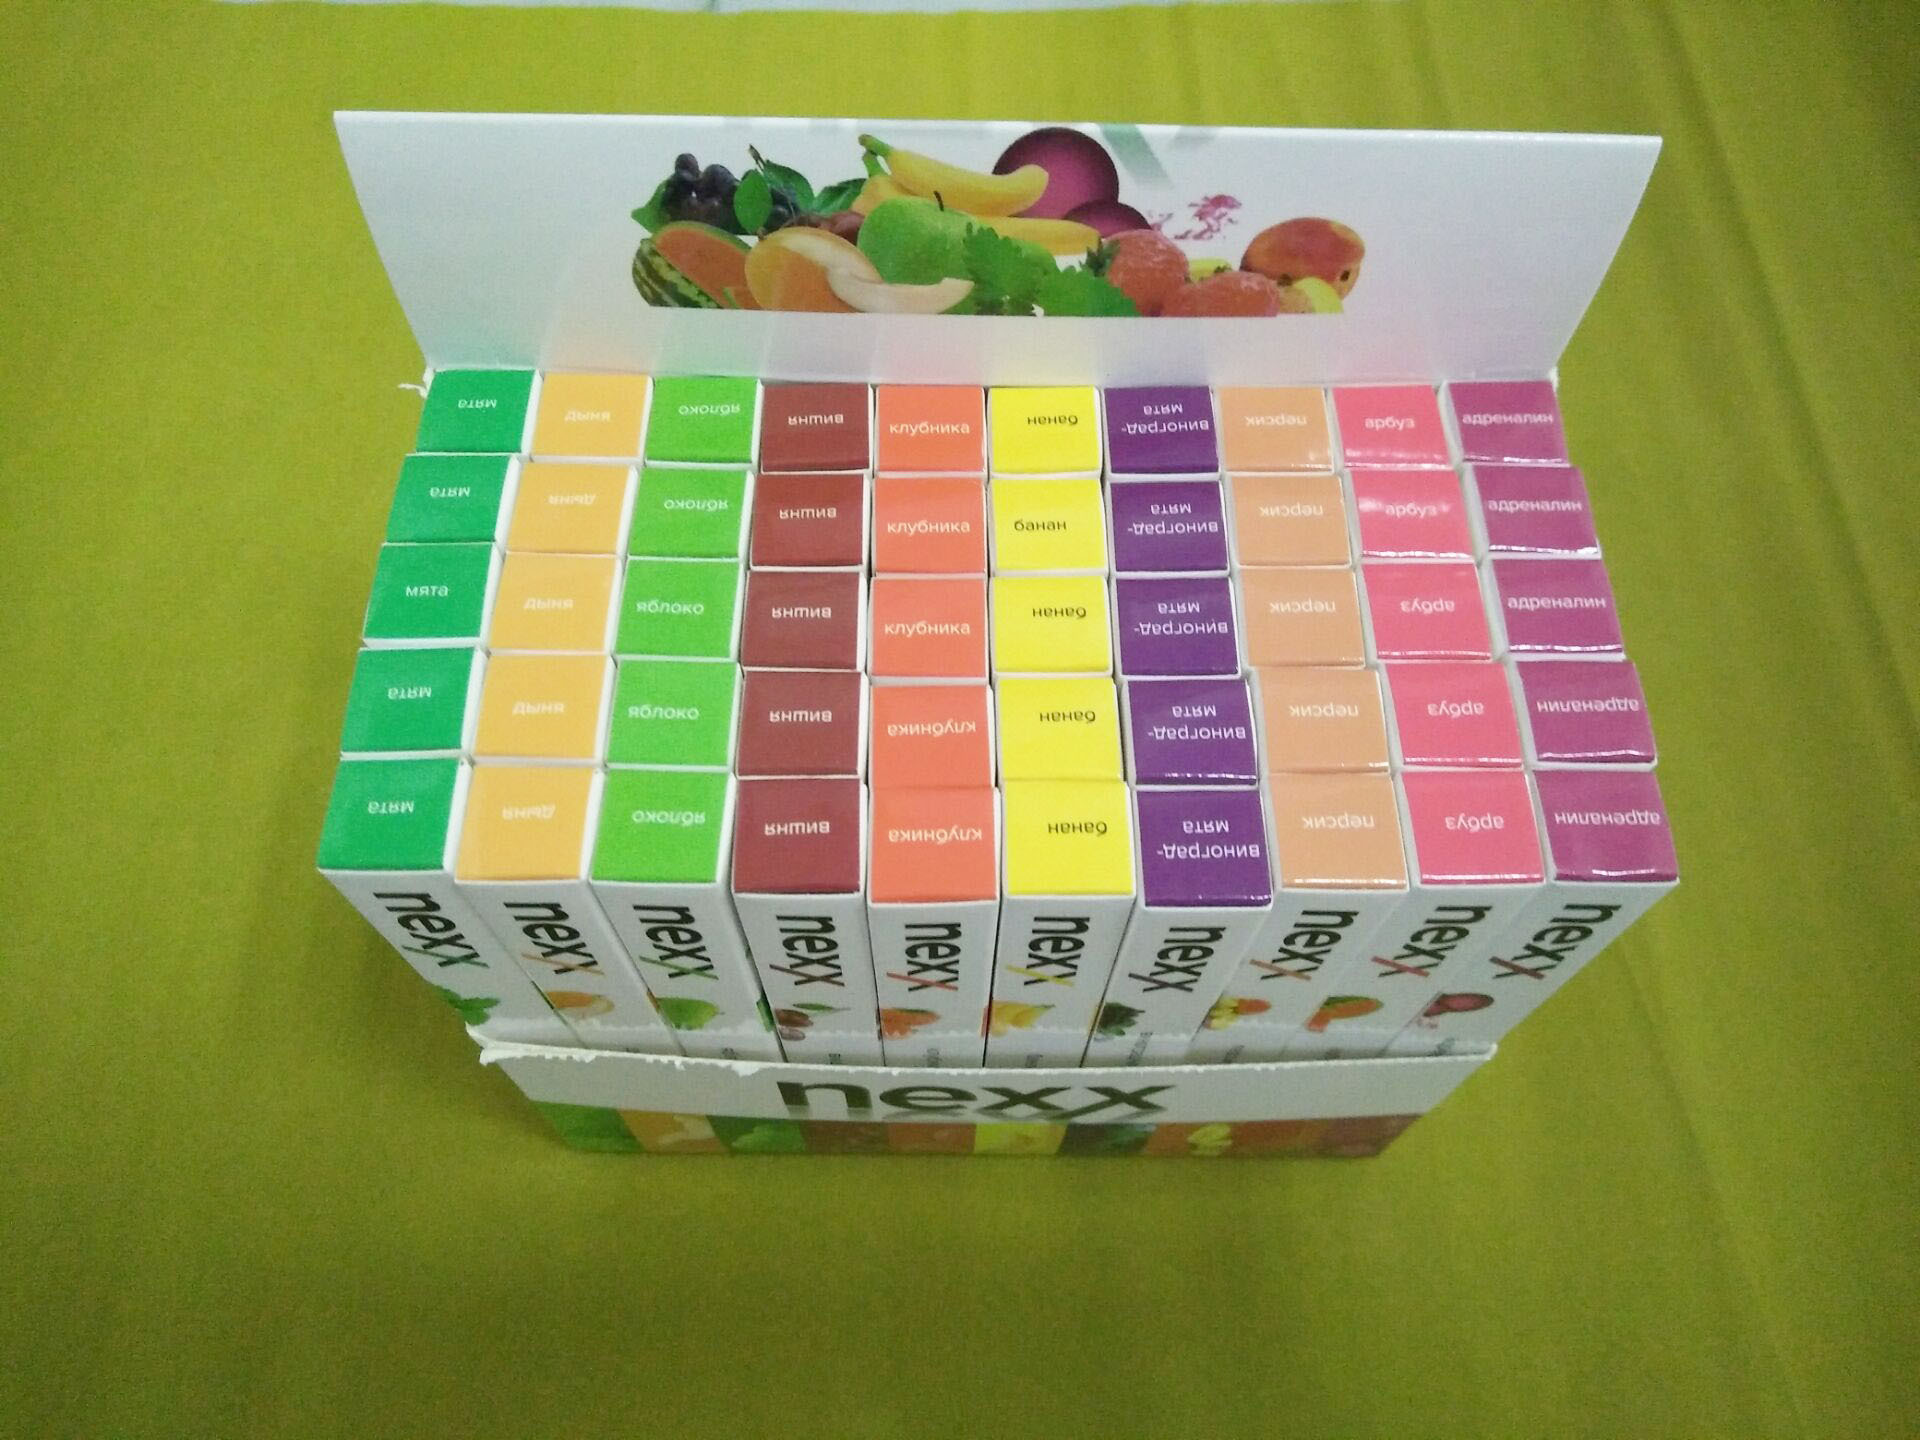 мята дыня яблоко вишня клубника банан виноград-мята персик арбуз адреналин
мята дыня яблоко вишня клубника банан виноград-мята персик арбуз адреналин
мята дыня яблоко вишня клубника банан виноград-мята персик арбуз адреналин
мята дыня яблоко вишня клубника банан виноград-мята персик арбуз адреналин
мята дыня яблоко вишня клубника банан виноград-мята персик арбуз адреналин
nexx nexx nexx nexx nexx nexx nexx nexx nexx nexx
nexx